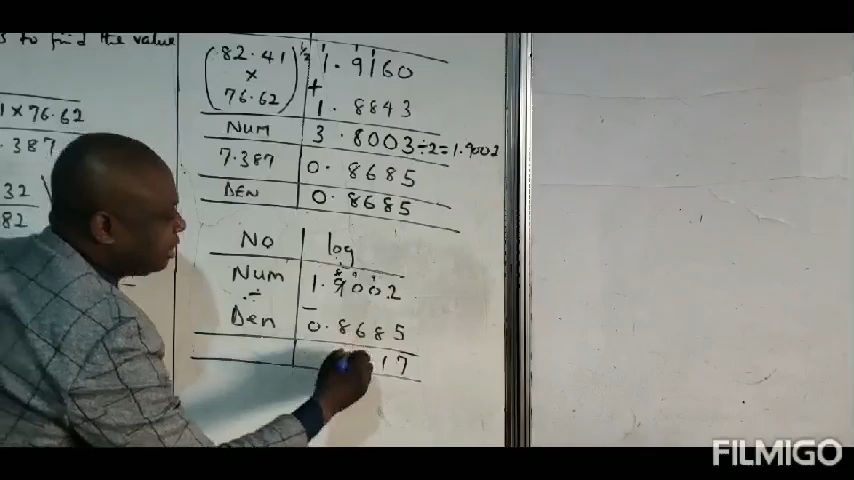 s to find the value
1 x 76.62
.387
32
82
(82.41 x 76.62)½ 1.9160 + 1.8843
Num 3.8003÷2=1.9002
7.387 0.8685
DEN 0.8685
No log
Num 1.9002
÷ −
Den 0.8685
17
FILMIGO